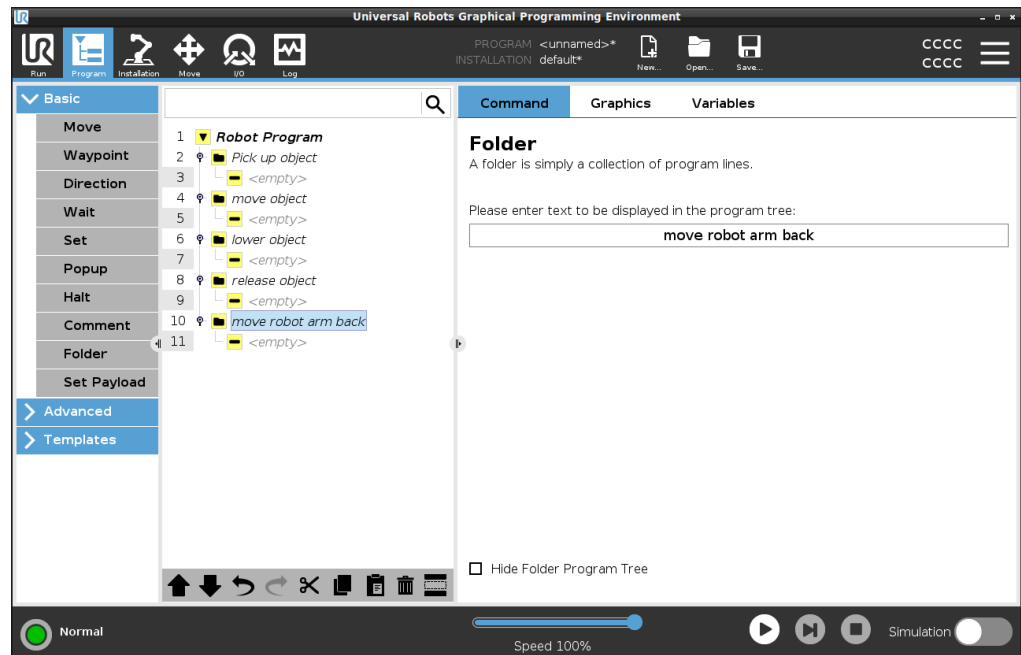 Universal Robots Graphical Programming Environment
UR
Run
Program
Installation
Move
I/O
Log
PROGRAM <unnamed>*
INSTALLATION default*
New...
Open...
Save...
CCCC
CCCC
Basic
Move
Waypoint
Direction
Wait
Set
Popup
Halt
Comment
Folder
Set Payload
Advanced
Templates
1 Robot Program
2 Pick up object
3 <empty>
4 move object
5 <empty>
6 lower object
7 <empty>
8 release object
9 <empty>
10 move robot arm back
11 <empty>
Command Graphics Variables
Folder
A folder is simply a collection of program lines.
Please enter text to be displayed in the program tree:
move robot arm back
Hide Folder Program Tree
Normal
Speed 100%
Simulation